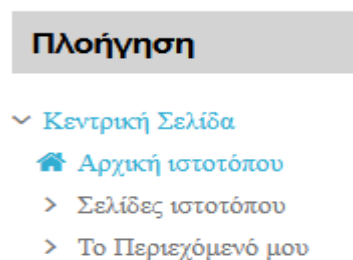 Πλοήγηση
Κεντρική Σελίδα
Αρχική ιστοτόπου
Σελίδες ιστοτόπου
Το Περιεχόμενό μου